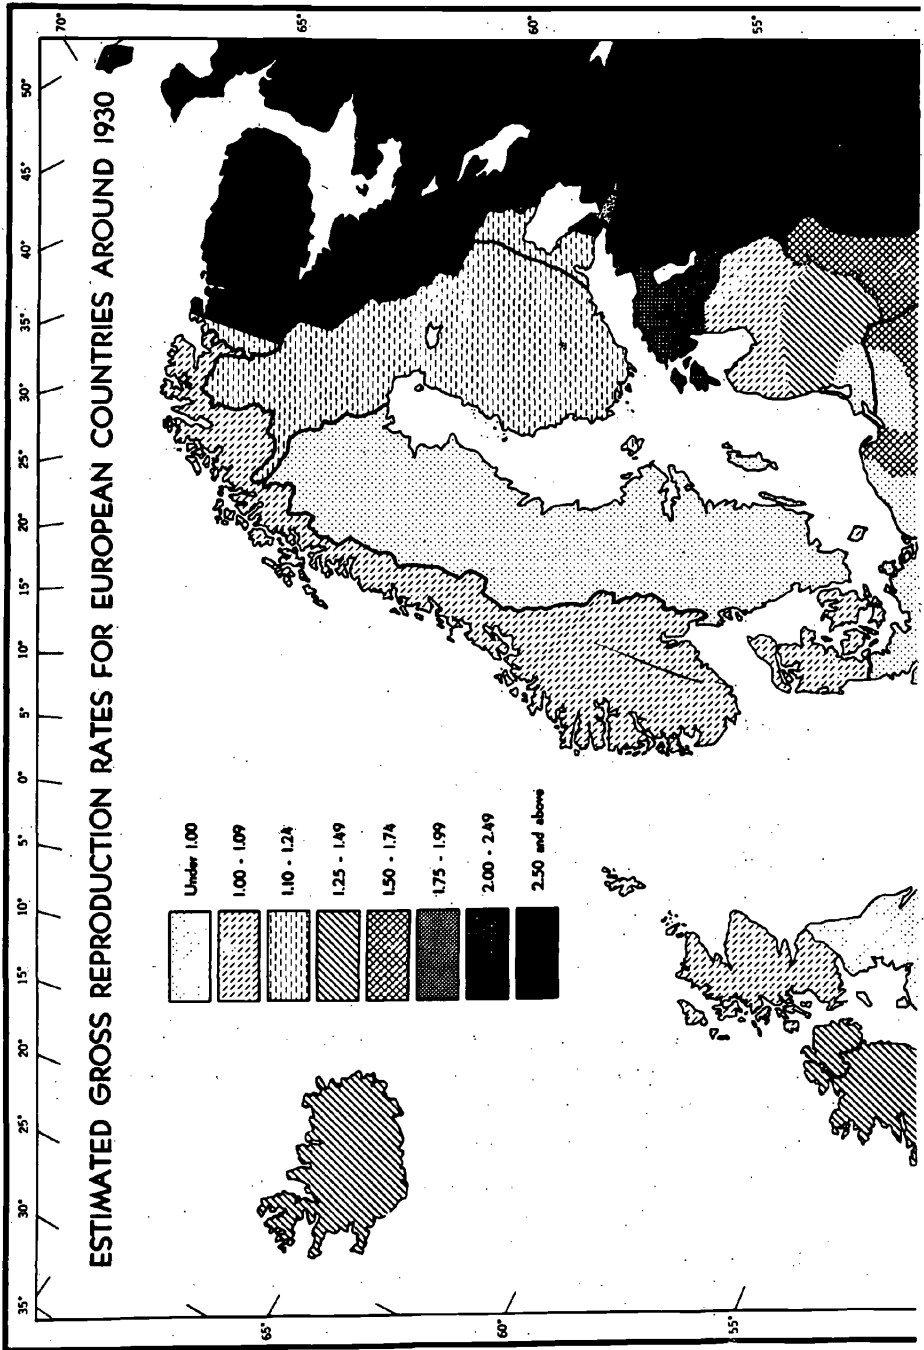 35° 30° 25° 20° 15° 10° 5° 0° 5° 10° 15° 20° 25° 30° 35° 40° 45° 50°
70°
ESTIMATED GROSS REPRODUCTION RATES FOR EUROPEAN COUNTRIES AROUND 1930
Under 1.00
1.00 - 1.09
1.10 - 1.24
1.25 - 1.49
1.50 - 1.74
1.75 - 1.99
2.00 - 2.49
2.50 and above
65°
65°
60°
60°
55°
55°